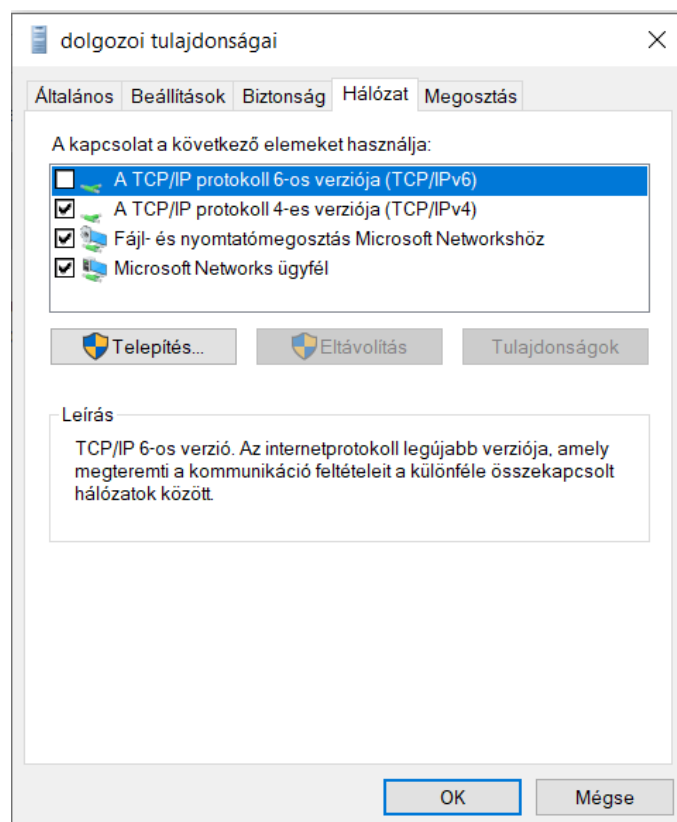 dolgozoi tulajdonságai
Általános Beállítások Biztonság Hálózat Megosztás
A kapcsolat a következő elemeket használja:
A TCP/IP protokoll 6-os verziója (TCP/IPv6)
A TCP/IP protokoll 4-es verziója (TCP/IPv4)
Fájl- és nyomtatómegosztás Microsoft Networkshöz
Microsoft Networks ügyfél
Telepítés... Eltávolítás Tulajdonságok
Leírás
TCP/IP 6-os verzió. Az internetprotokoll legújabb verziója, amely
megteremti a kommunikáció feltételeit a különféle összekapcsolt
hálózatok között.
OK Mégse